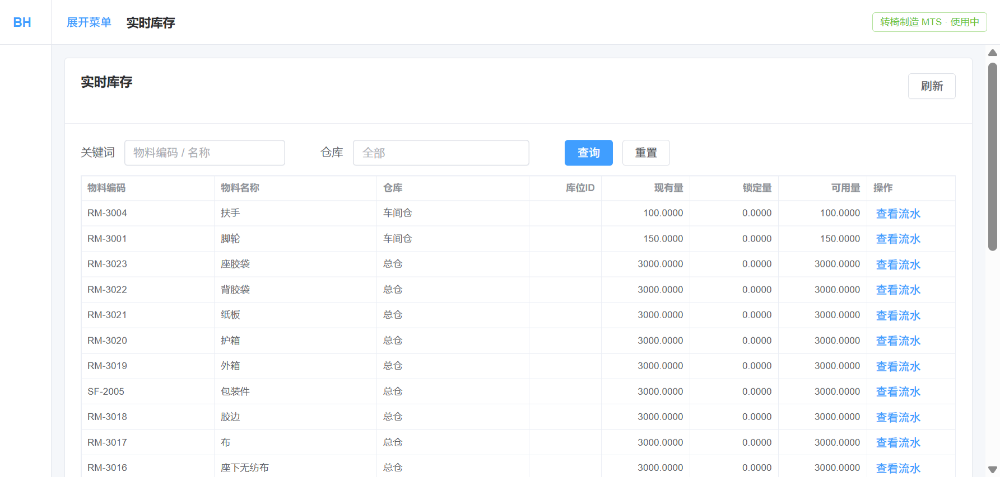 BH
展开菜单 实时库存
转椅制造 MTS · 使用中
实时库存
刷新
关键词 物料编码 / 名称 仓库 全部 查询 重置
物料编码 物料名称 仓库 库位ID 现有量 锁定量 可用量 操作
RM-3004 扶手 车间仓 100.0000 0.0000 100.0000 查看流水
RM-3001 脚轮 车间仓 150.0000 0.0000 150.0000 查看流水
RM-3023 座胶袋 总仓 3000.0000 0.0000 3000.0000 查看流水
RM-3022 背胶袋 总仓 3000.0000 0.0000 3000.0000 查看流水
RM-3021 纸板 总仓 3000.0000 0.0000 3000.0000 查看流水
RM-3020 护箱 总仓 3000.0000 0.0000 3000.0000 查看流水
RM-3019 外箱 总仓 3000.0000 0.0000 3000.0000 查看流水
SF-2005 包装件 总仓 3000.0000 0.0000 3000.0000 查看流水
RM-3018 胶边 总仓 3000.0000 0.0000 3000.0000 查看流水
RM-3017 布 总仓 3000.0000 0.0000 3000.0000 查看流水
RM-3016 座下无纺布 总仓 3000.0000 0.0000 3000.0000 查看流水